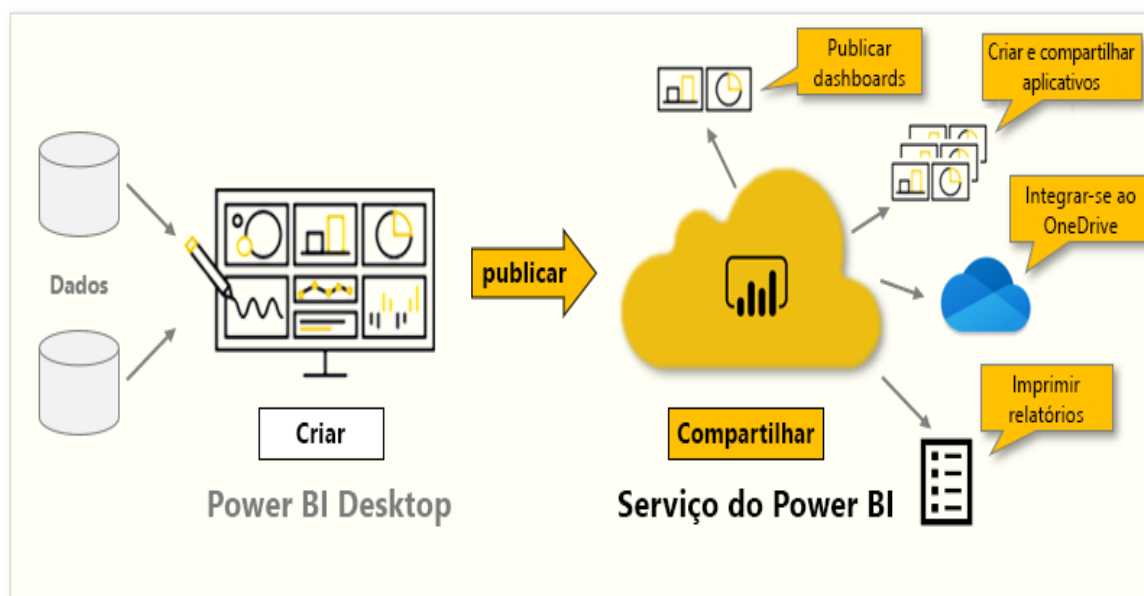 Dados
Criar
Power BI Desktop
publicar
Compartilhar
Serviço do Power BI
Publicar
dashboards
Criar e compartilhar
aplicativos
Integrar-se ao
OneDrive
Imprimir
relatórios